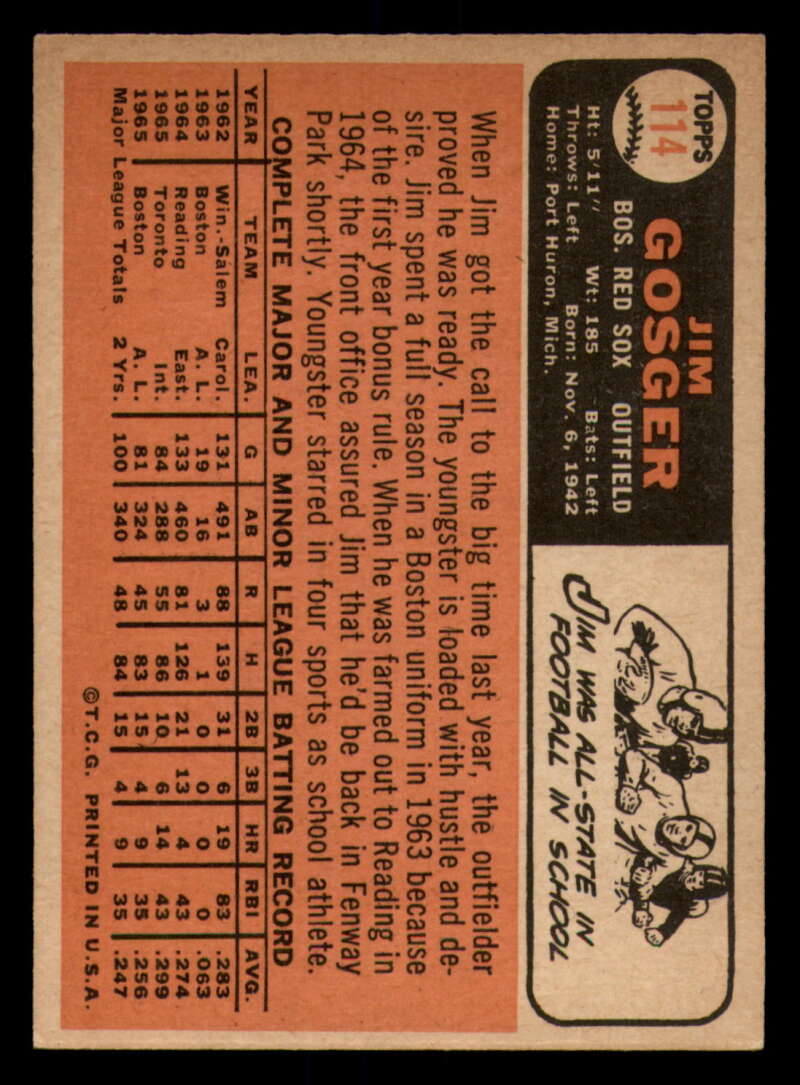 TOPPS
114
JIM
GOSGER
BOS. RED SOX OUTFIELD
Ht: 5'11" Wt: 185 Bats: Left
Throws: Left Born: Nov. 6, 1942
Home: Port Huron, Mich.
JIM WAS ALL-STATE IN
FOOTBALL IN SCHOOL
When Jim got the call to the big time last year, the outfielder
proved he was ready. The youngster is loaded with hustle and de-
sire. Jim spent a full season in a Boston uniform in 1963 because
of the first year bonus rule. When he was farmed out to Reading in
1964, the front office assured Jim that he'd be back in Fenway
Park shortly. Youngster starred in four sports as school athlete.
COMPLETE MAJOR AND MINOR LEAGUE BATTING RECORD
YEAR TEAM LEA. G AB R H 2B 3B HR RBI AVG.
1962 Win.-Salem Carol. 131 491 88 139 31 6 19 83 .283
1963 Boston A. L. 19 16 3 1 0 0 0 0 .063
1964 Reading East. 133 460 81 126 21 13 4 43 .274
1965 Toronto Int. 84 288 55 86 10 6 14 43 .299
1965 Boston A. L. 81 324 45 83 15 4 9 35 .256
Major League Totals 2 Yrs. 100 340 48 84 15 4 9 35 .247
©T.C.G. PRINTED IN U.S.A.